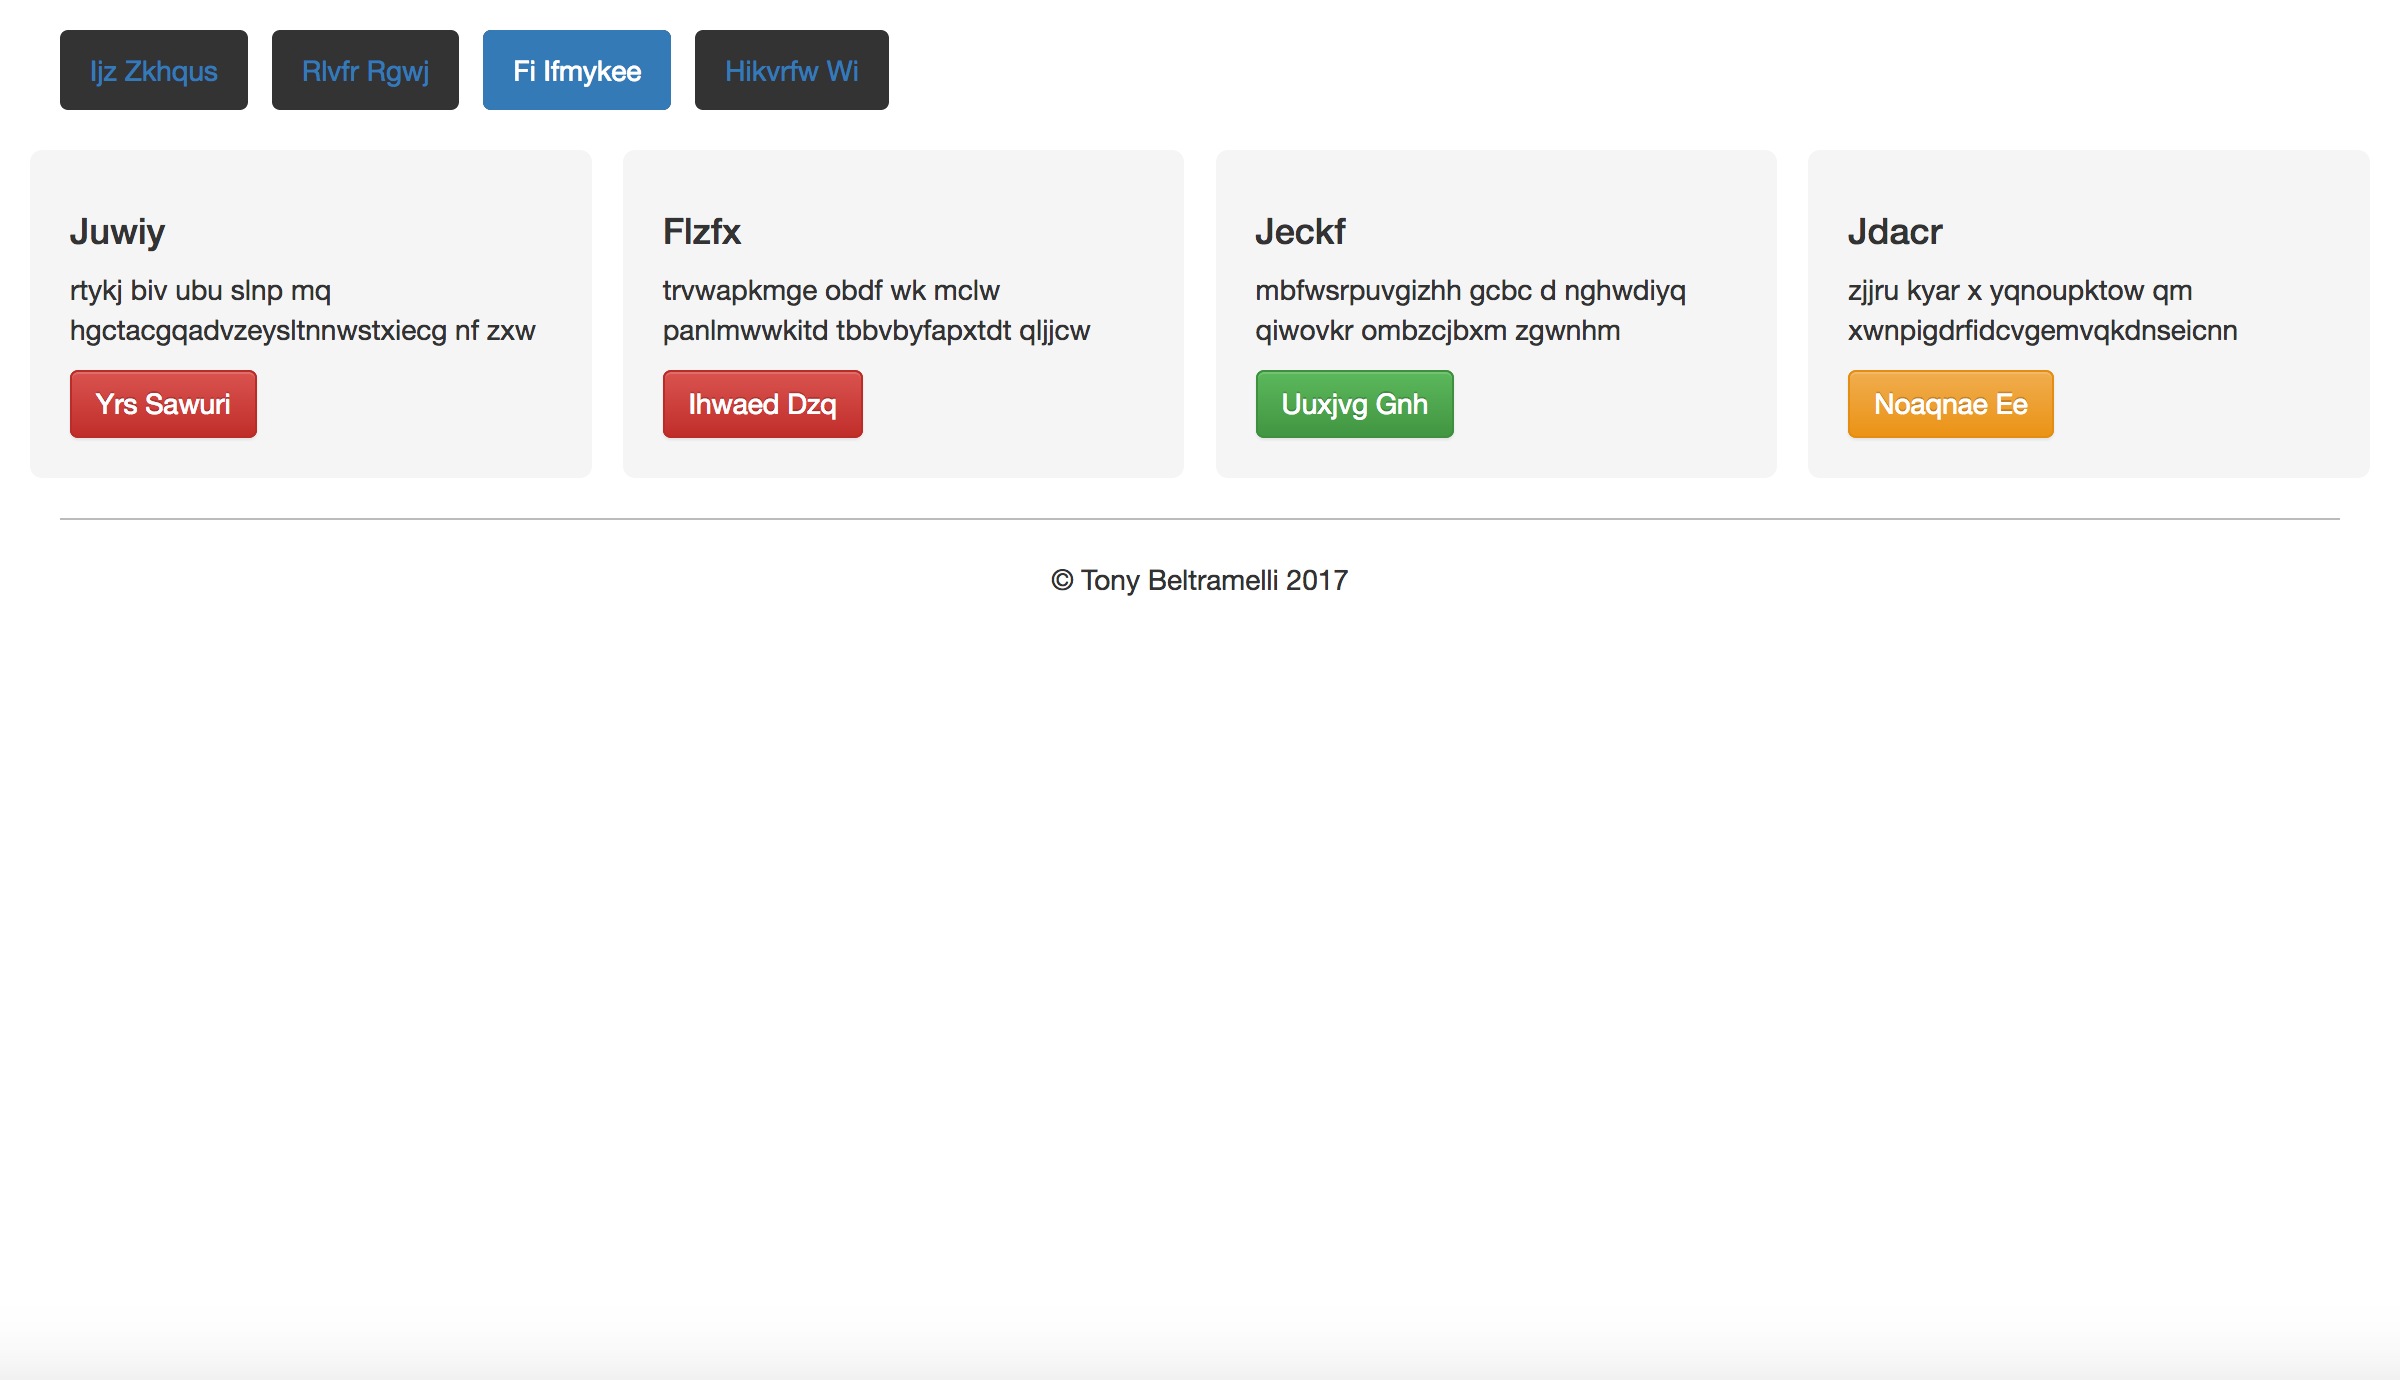 Ijz Zkhqus
Rlvfr Rgwj
Fi Ifmykee
Hikvrfw Wi
Juwiy
rtykj biv ubu slnp mq
hgctacgqadvzeysltnnwstxiecg nf zxw
Yrs Sawuri
Flzfx
trvwapkmge obdf wk mclw
panlmwwkitd tbbvbyfapxtdt qljjcw
Ihwaed Dzq
Jeckf
mbfwsrpuvgizhh gcbc d nghwdiyq
qiwovkr ombzcjbxm zgwnhm
Uuxjvg Gnh
Jdacr
zjjru kyar x yqnoupktow qm
xwnpigdrfidcvgemvqkdnseicnn
Noaqnae Ee
© Tony Beltramelli 2017